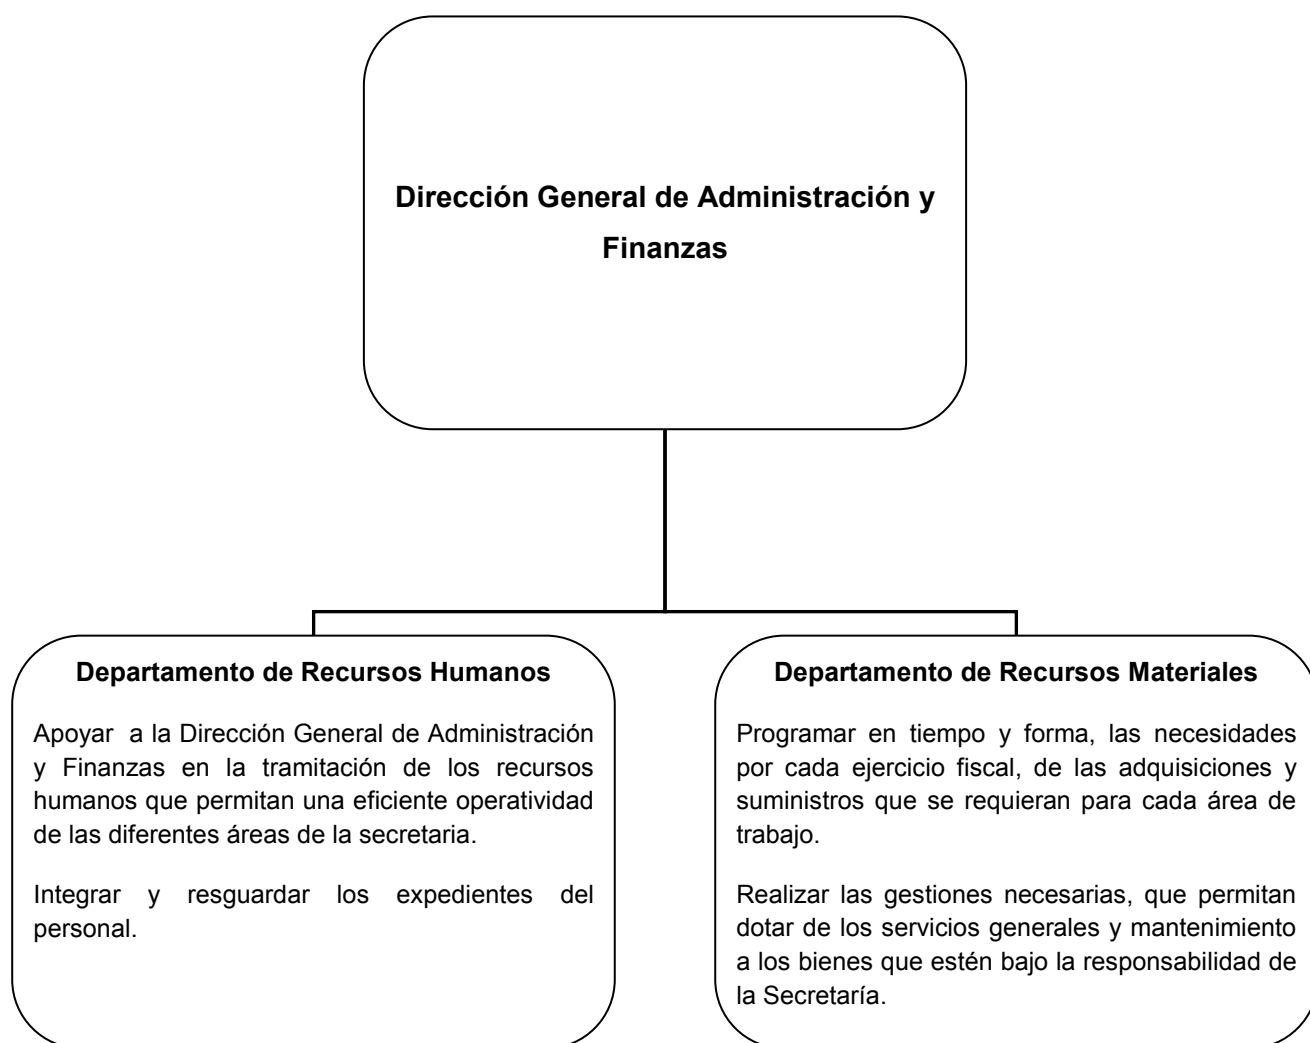 Dirección General de Administración y
Finanzas
Departamento de Recursos Humanos
Apoyar  a la Dirección General de Administración
y Finanzas en la tramitación de los recursos
humanos que permitan una eficiente operatividad
de las diferentes áreas de la secretaria.
Integrar y resguardar los expedientes del
personal.
Departamento de Recursos Materiales
Programar en tiempo y forma, las necesidades
por cada ejercicio fiscal, de las adquisiciones y
suministros que se requieran para cada área de
trabajo.
Realizar las gestiones necesarias, que permitan
dotar de los servicios generales y mantenimiento
a los bienes que estén bajo la responsabilidad de
la Secretaría.